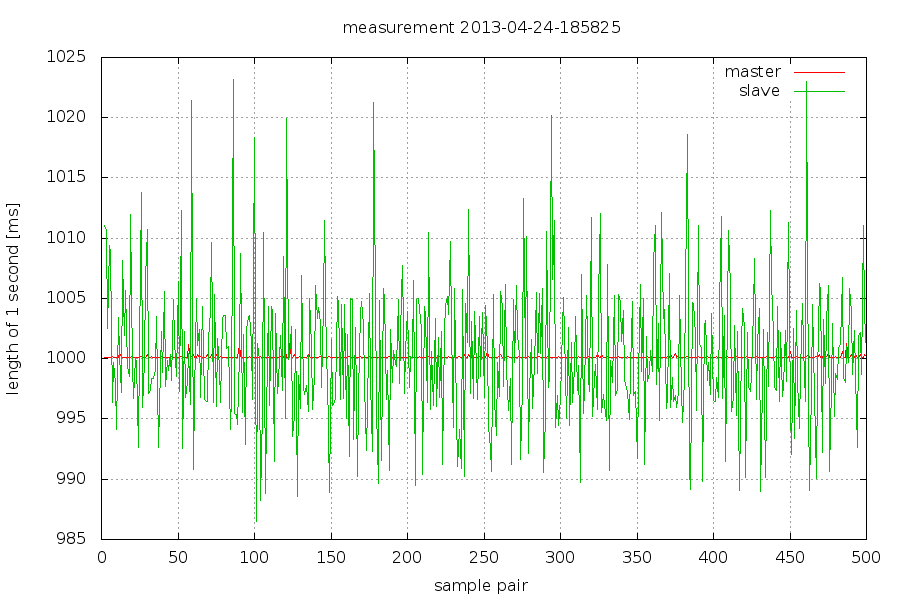 measurement 2013-04-24-185825
length of 1 second [ms]
1025
1020
1015
1010
1005
1000
995
990
985
master
slave
0 50 100 150 200 250 300 350 400 450 500
sample pair